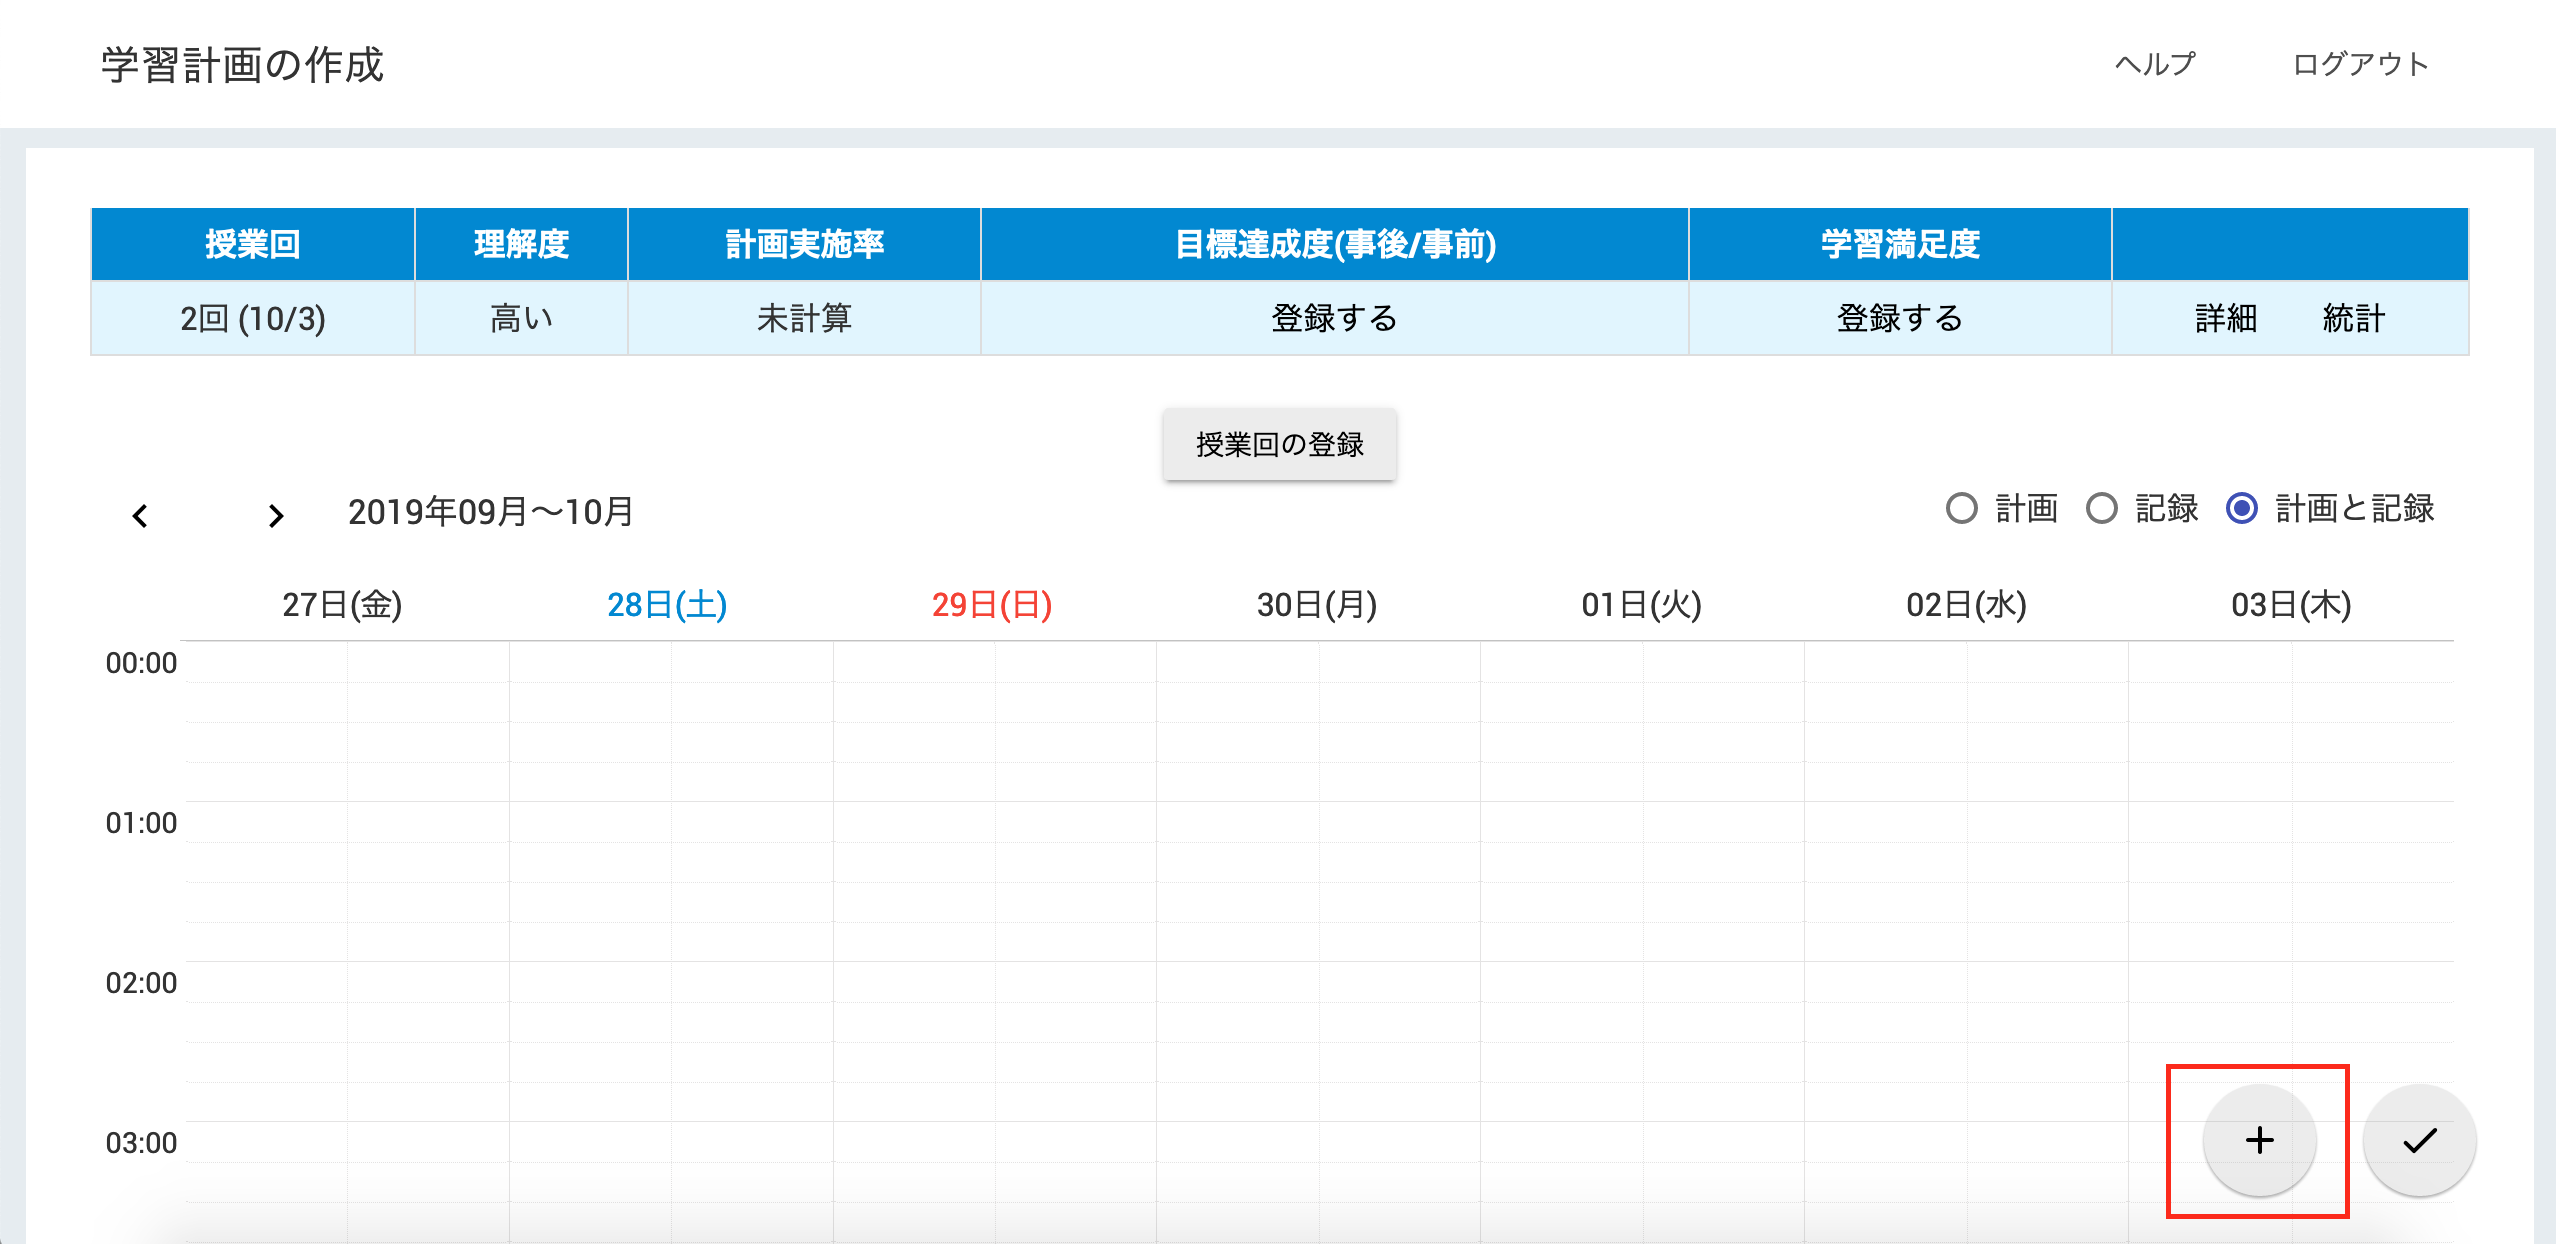 学習計画の作成 ヘルプ ログアウト
授業回 理解度 計画実施率 目標達成度(事後/事前) 学習満足度
2回 (10/3) 高い 未計算 登録する 登録する 詳細 統計
授業回の登録
2019年09月〜10月 計画 記録 計画と記録
27日(金) 28日(土) 29日(日) 30日(月) 01日(火) 02日(水) 03日(木)
00:00
01:00
02:00
03:00